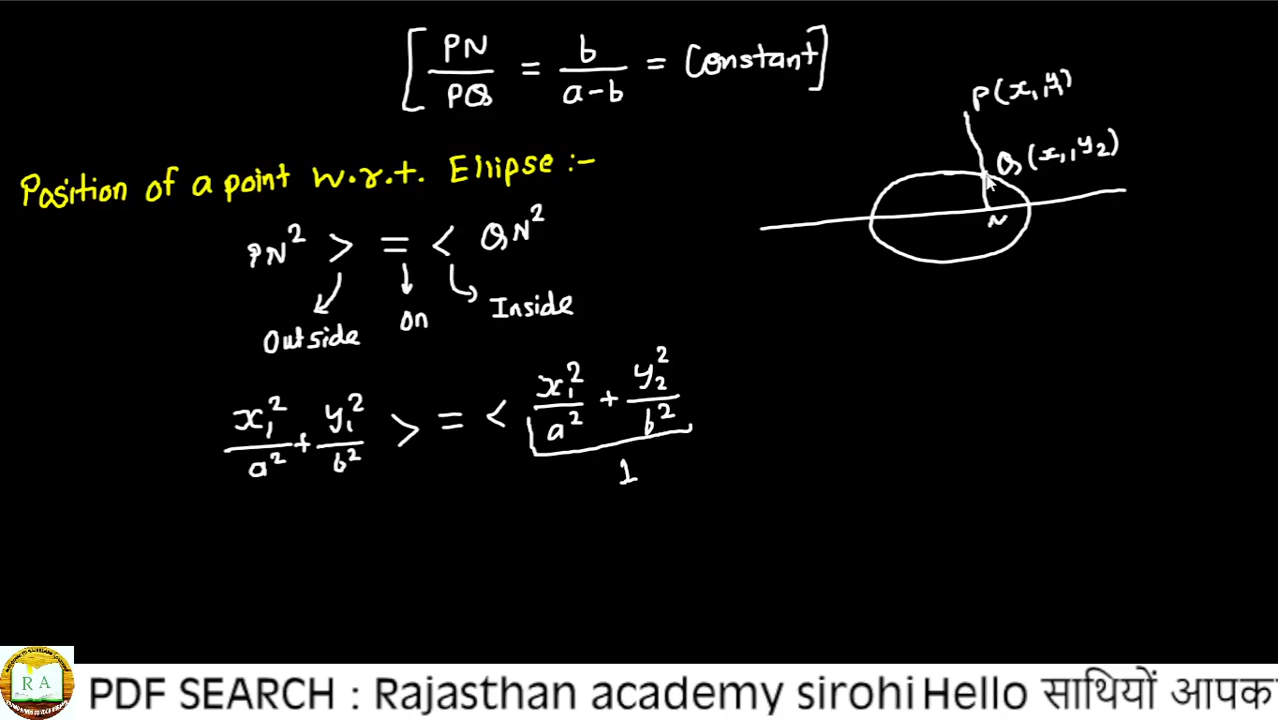 [PN/PQ = b/(a-b) = Constant]
P(x₁,y₁)
Q(x₁,y₂)
N
Position of a point w.r.t. Ellipse :-
PN² > = < QN²
Outside On Inside
x₁²/a² + y₁²/b² > = < x₁²/a² + y₂²/b²
1
RA
PDF SEARCH : Rajasthan academy sirohi Hello साथियों आपक